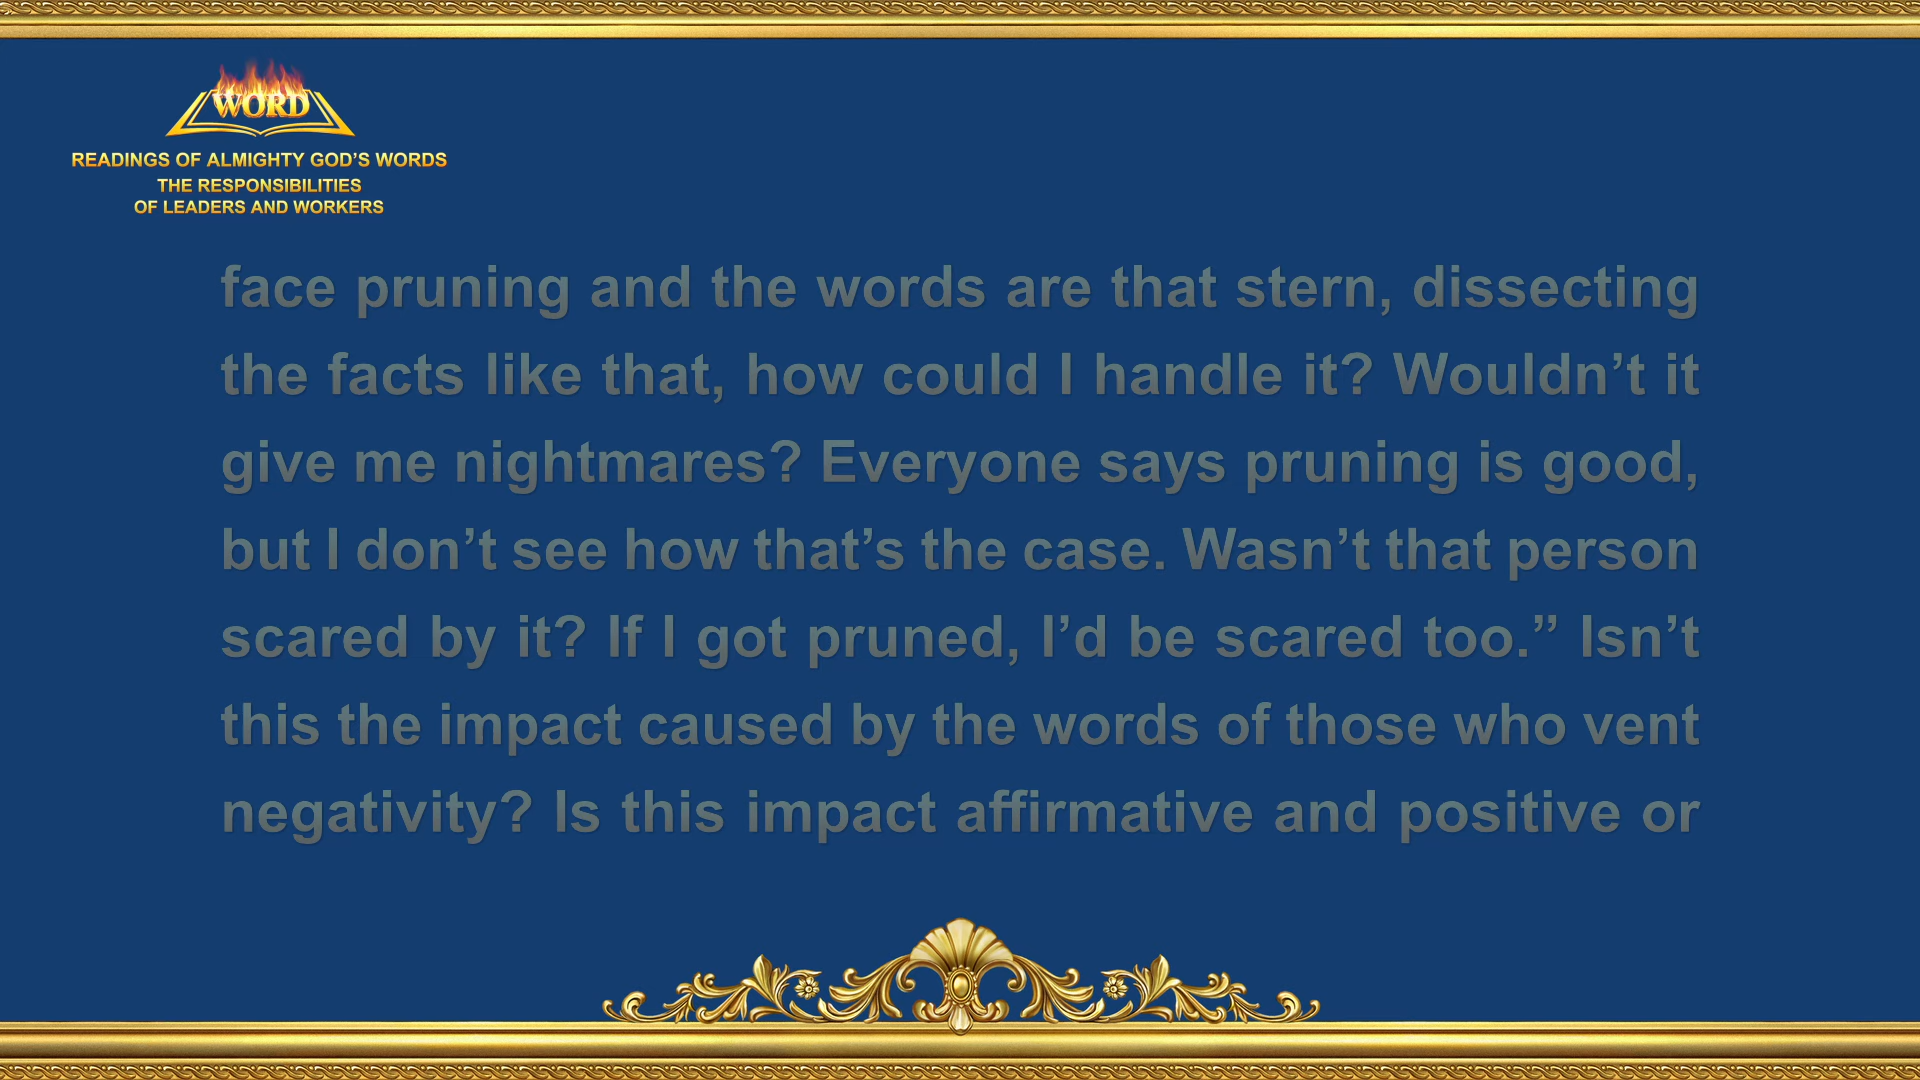 WORD
READINGS OF ALMIGHTY GOD’S WORDS
THE RESPONSIBILITIES
OF LEADERS AND WORKERS
face pruning and the words are that stern, dissecting
the facts like that, how could I handle it? Wouldn’t it
give me nightmares? Everyone says pruning is good,
but I don’t see how that’s the case. Wasn’t that person
scared by it? If I got pruned, I’d be scared too.” Isn’t
this the impact caused by the words of those who vent
negativity? Is this impact affirmative and positive or